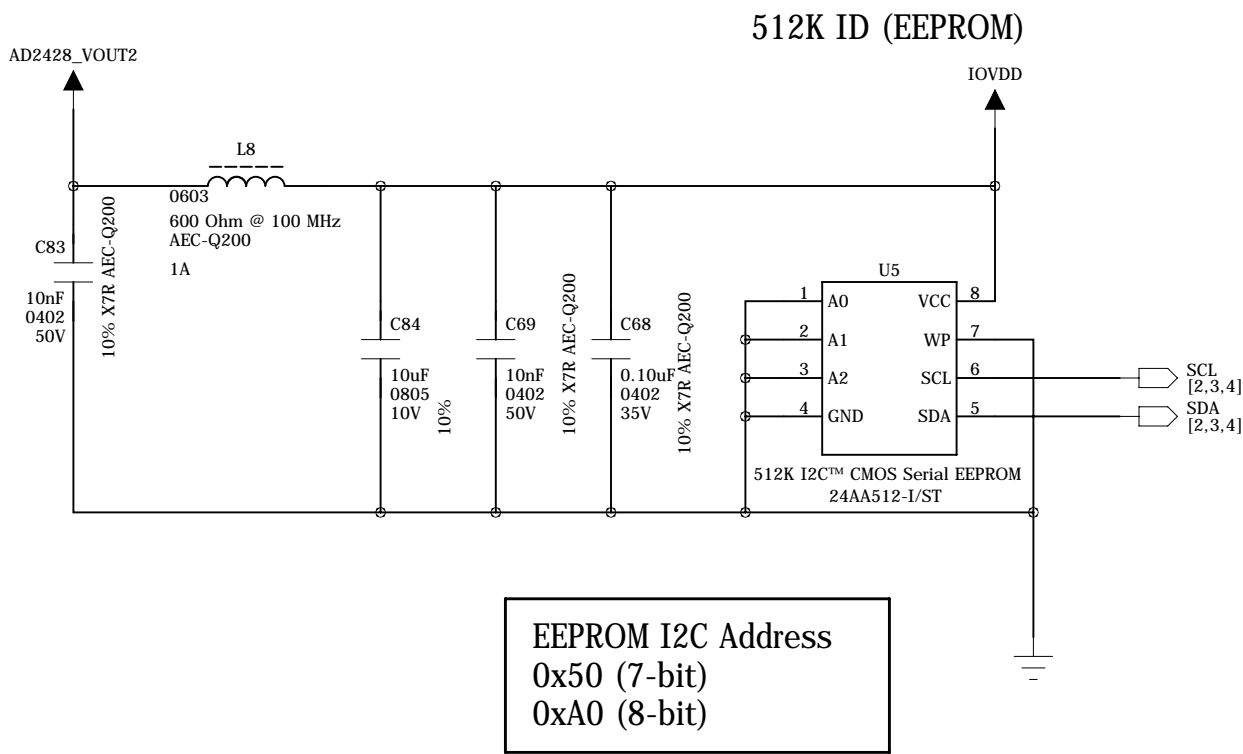 512K ID (EEPROM)
AD2428_VOUT2
IOVDD
L8
0603
600 Ohm @ 100 MHz
AEC-Q200
1A
C83
10nF
0402
50V
10% X7R AEC-Q200
C84
10uF
0805
10V
10%
C69
10nF
0402
50V
10% X7R AEC-Q200
C68
0.10uF
0402
35V
10% X7R AEC-Q200
U5
1 A0 VCC 8
2 A1 WP 7
3 A2 SCL 6
4 GND SDA 5
SCL
[2,3,4]
SDA
[2,3,4]
512K I2C™ CMOS Serial EEPROM
24AA512-I/ST
EEPROM I2C Address
0x50 (7-bit)
0xA0 (8-bit)